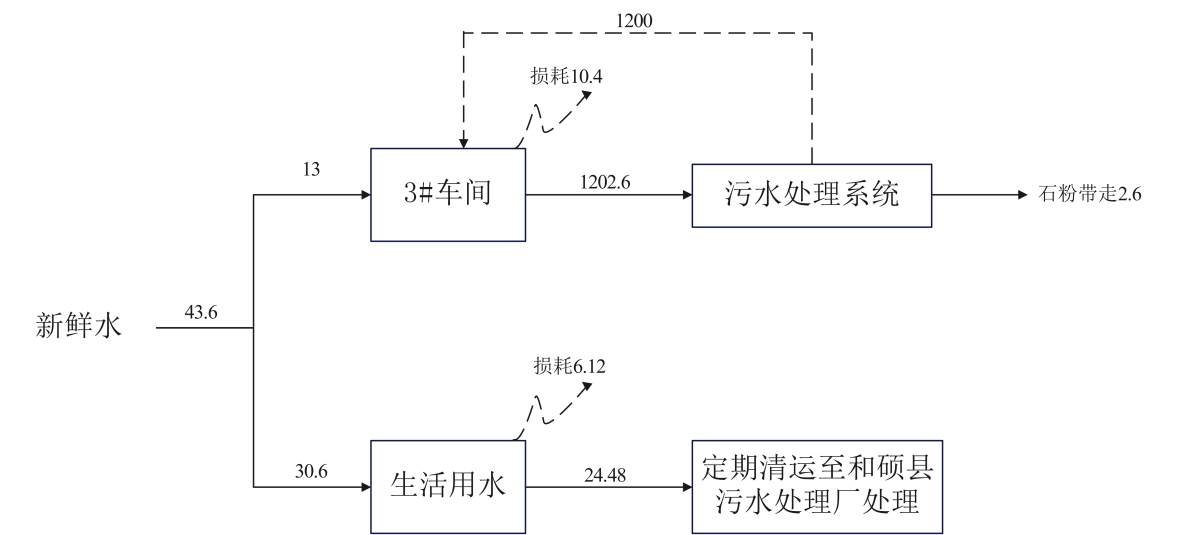 1200
损耗10.4
13
3#车间
1202.6
污水处理系统
石粉带走2.6
新鲜水
43.6
损耗6.12
30.6
生活用水
24.48
定期清运至和硕县
污水处理厂处理